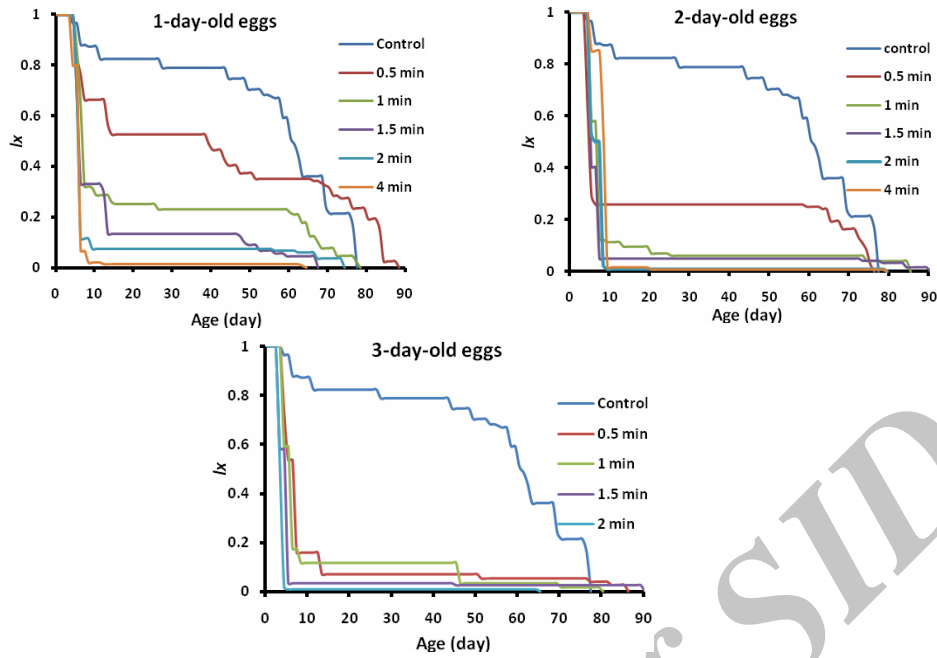 1-day-old eggs
lx
1
0.8
0.6
0.4
0.2
0
0 10 20 30 40 50 60 70 80 90
Age (day)
Control
0.5 min
1 min
1.5 min
2 min
4 min
2-day-old eggs
lx
1
0.8
0.6
0.4
0.2
0
0 10 20 30 40 50 60 70 80 90
Age (day)
control
0.5 min
1 min
1.5 min
2 min
4 min
3-day-old eggs
lx
1
0.8
0.6
0.4
0.2
0
0 10 20 30 40 50 60 70 80 90
Age (day)
Control
0.5 min
1 min
1.5 min
2 min
SID